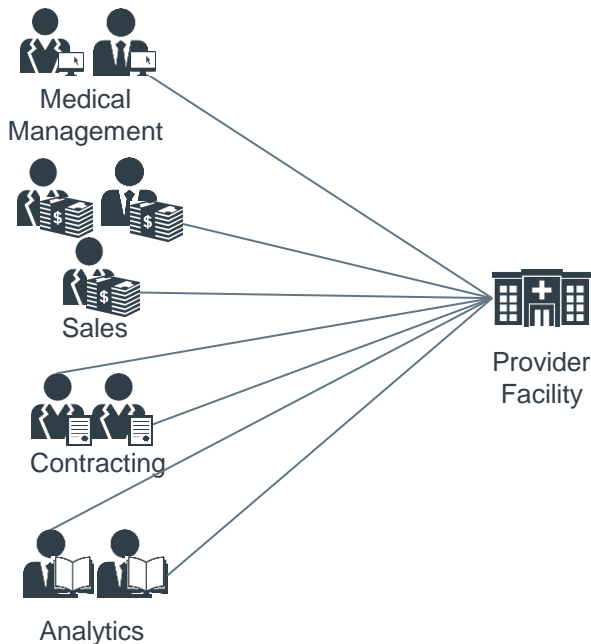 Medical
Management
$
$
$
Sales
Provider
Facility
Contracting
Analytics